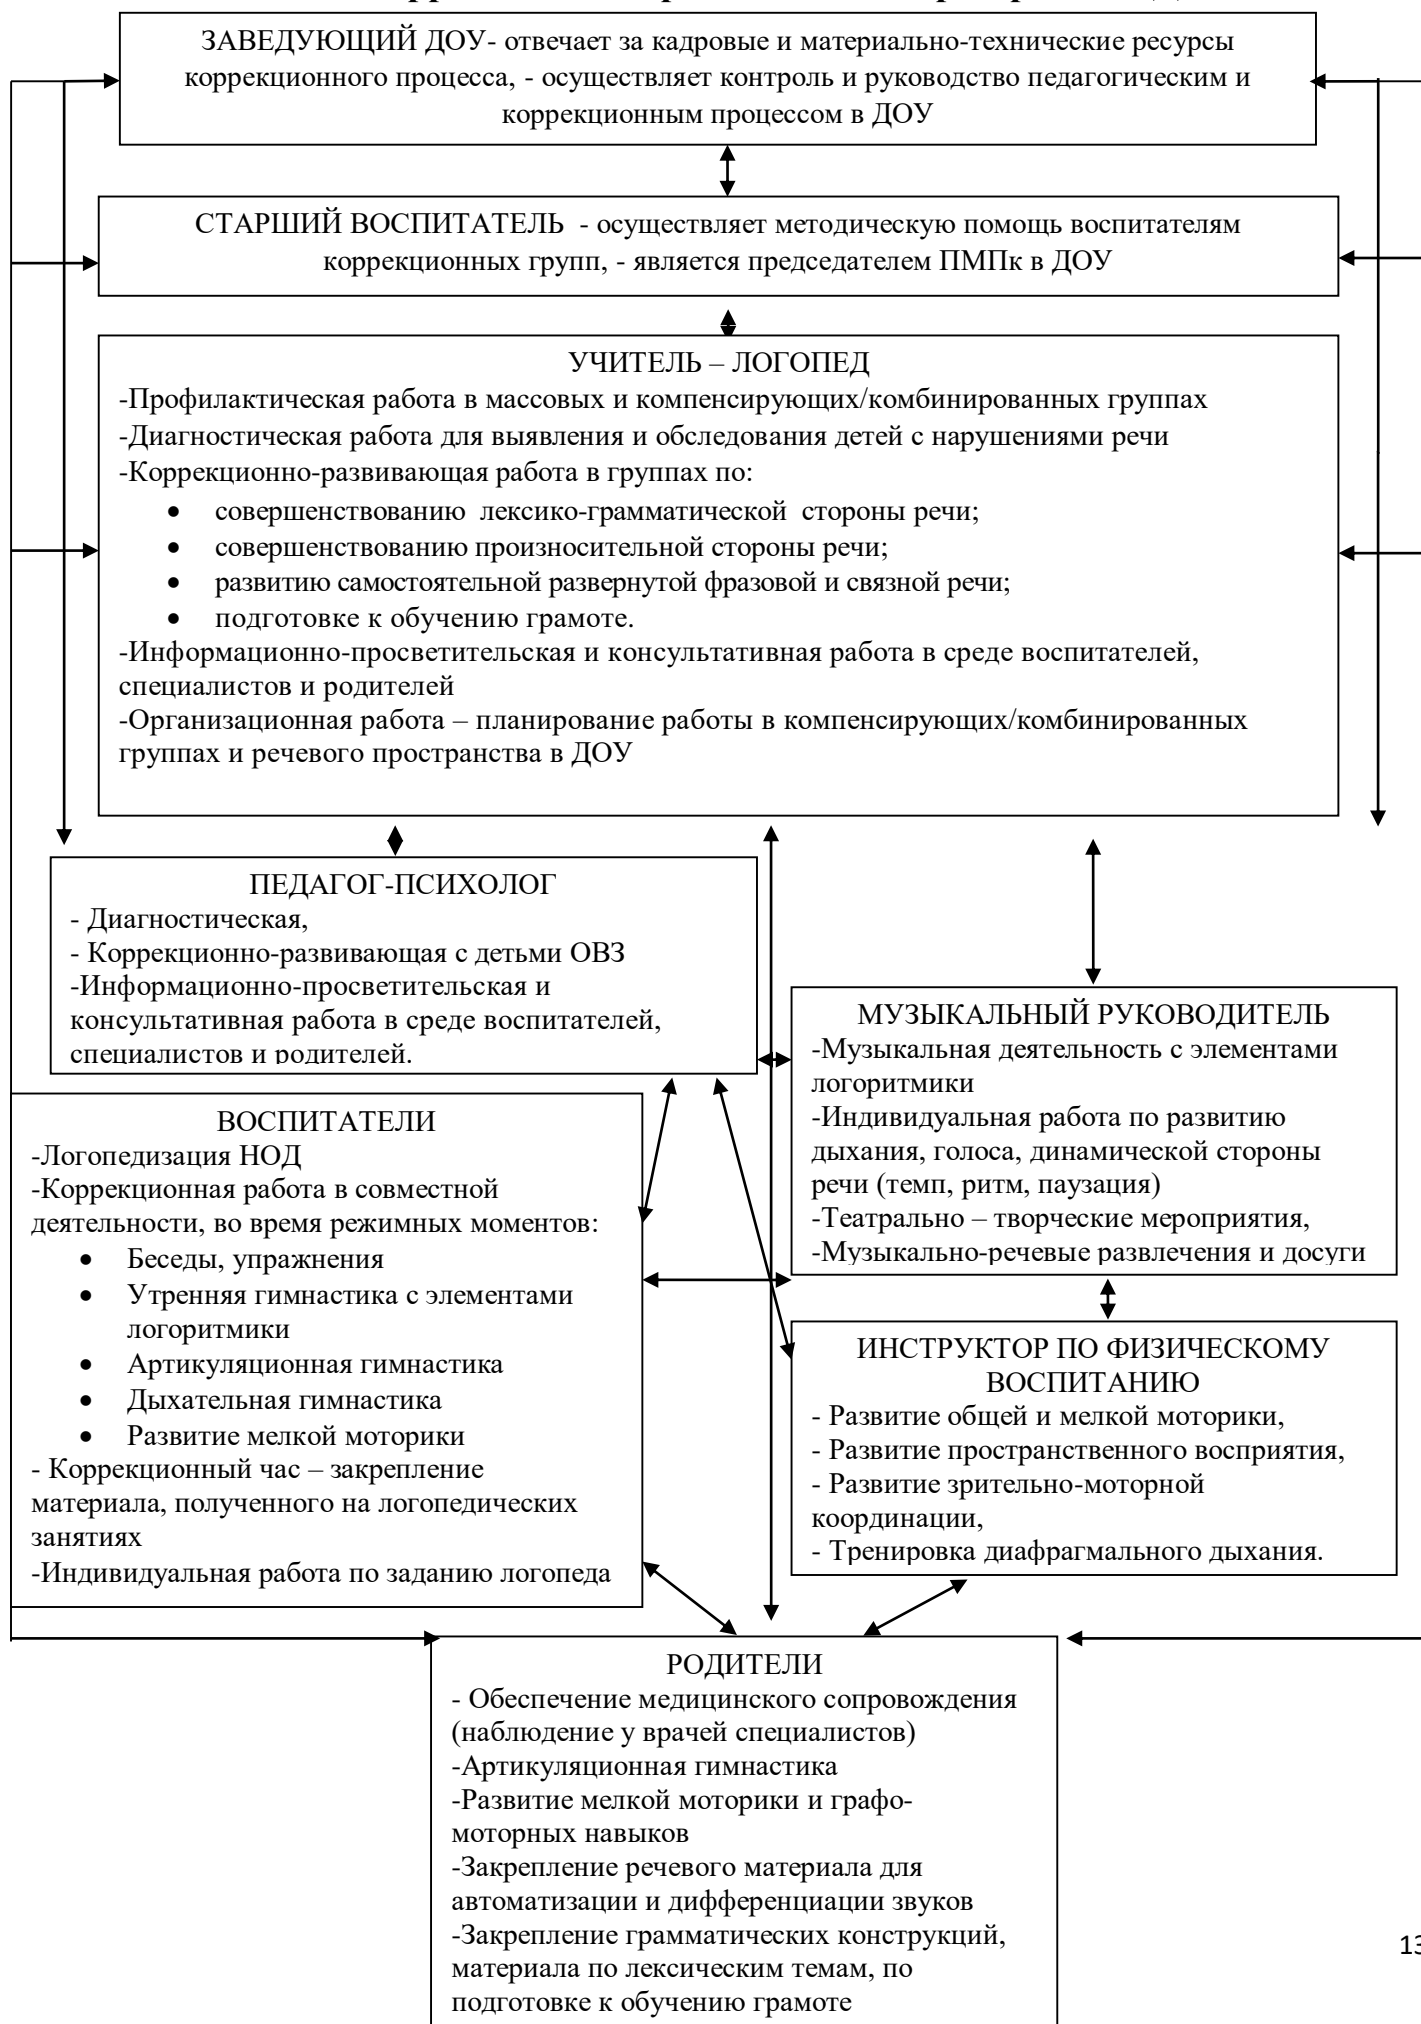 ЗАВЕДУЮЩИЙ ДОУ- отвечает за кадровые и материально-технические ресурсы
коррекционного процесса, - осуществляет контроль и руководство педагогическим и
коррекционным процессом в ДОУ
СТАРШИЙ ВОСПИТАТЕЛЬ - осуществляет методическую помощь воспитателям
коррекционных групп, - является председателем ПМПк в ДОУ
УЧИТЕЛЬ – ЛОГОПЕД
-Профилактическая работа в массовых и компенсирующих/комбинированных группах
-Диагностическая работа для выявления и обследования детей с нарушениями речи
-Коррекционно-развивающая работа в группах по:
• совершенствованию лексико-грамматической стороны речи;
• совершенствованию произносительной стороны речи;
• развитию самостоятельной развернутой фразовой и связной речи;
• подготовке к обучению грамоте.
-Информационно-просветительская и консультативная работа в среде воспитателей,
специалистов и родителей
-Организационная работа – планирование работы в компенсирующих/комбинированных
группах и речевого пространства в ДОУ
ПЕДАГОГ-ПСИХОЛОГ
- Диагностическая,
- Коррекционно-развивающая с детьми ОВЗ
-Информационно-просветительская и
консультативная работа в среде воспитателей,
специалистов и родителей.
МУЗЫКАЛЬНЫЙ РУКОВОДИТЕЛЬ
-Музыкальная деятельность с элементами
логоритмики
-Индивидуальная работа по развитию
дыхания, голоса, динамической стороны
речи (темп, ритм, паузация)
-Театрально – творческие мероприятия,
-Музыкально-речевые развлечения и досуги
ВОСПИТАТЕЛИ
-Логопедизация НОД
-Коррекционная работа в совместной
деятельности, во время режимных моментов:
• Беседы, упражнения
• Утренняя гимнастика с элементами
логоритмики
• Артикуляционная гимнастика
• Дыхательная гимнастика
• Развитие мелкой моторики
- Коррекционный час – закрепление
материала, полученного на логопедических
занятиях
-Индивидуальная работа по заданию логопеда
ИНСТРУКТОР ПО ФИЗИЧЕСКОМУ
ВОСПИТАНИЮ
- Развитие общей и мелкой моторики,
- Развитие пространственного восприятия,
- Развитие зрительно-моторной
координации,
- Тренировка диафрагмального дыхания.
РОДИТЕЛИ
- Обеспечение медицинского сопровождения
(наблюдение у врачей специалистов)
-Артикуляционная гимнастика
-Развитие мелкой моторики и графо-
моторных навыков
-Закрепление речевого материала для
автоматизации и дифференциации звуков
-Закрепление грамматических конструкций,
материала по лексическим темам, по
подготовке к обучению грамоте
13